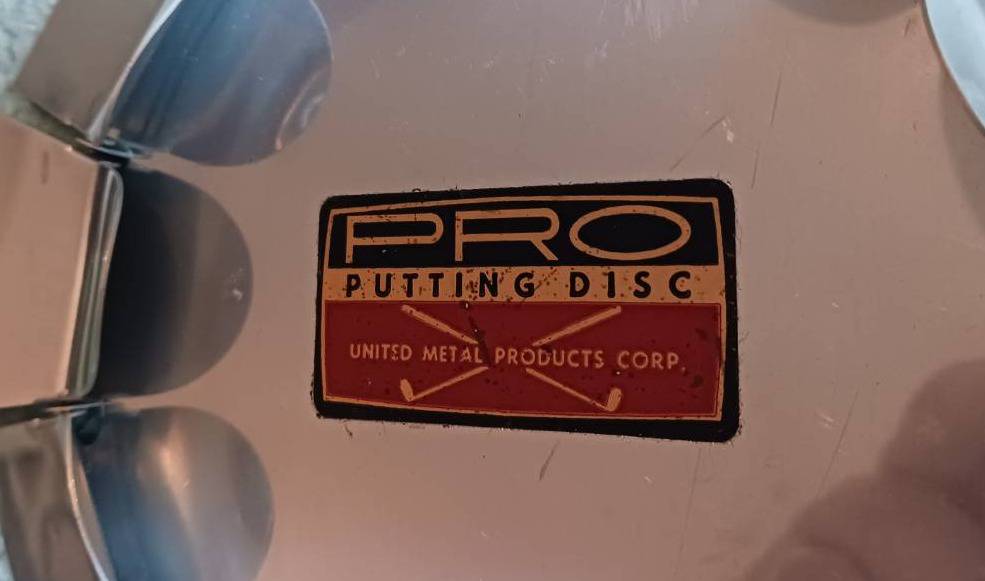 PRO
PUTTING DISC
UNITED METAL PRODUCTS CORP.